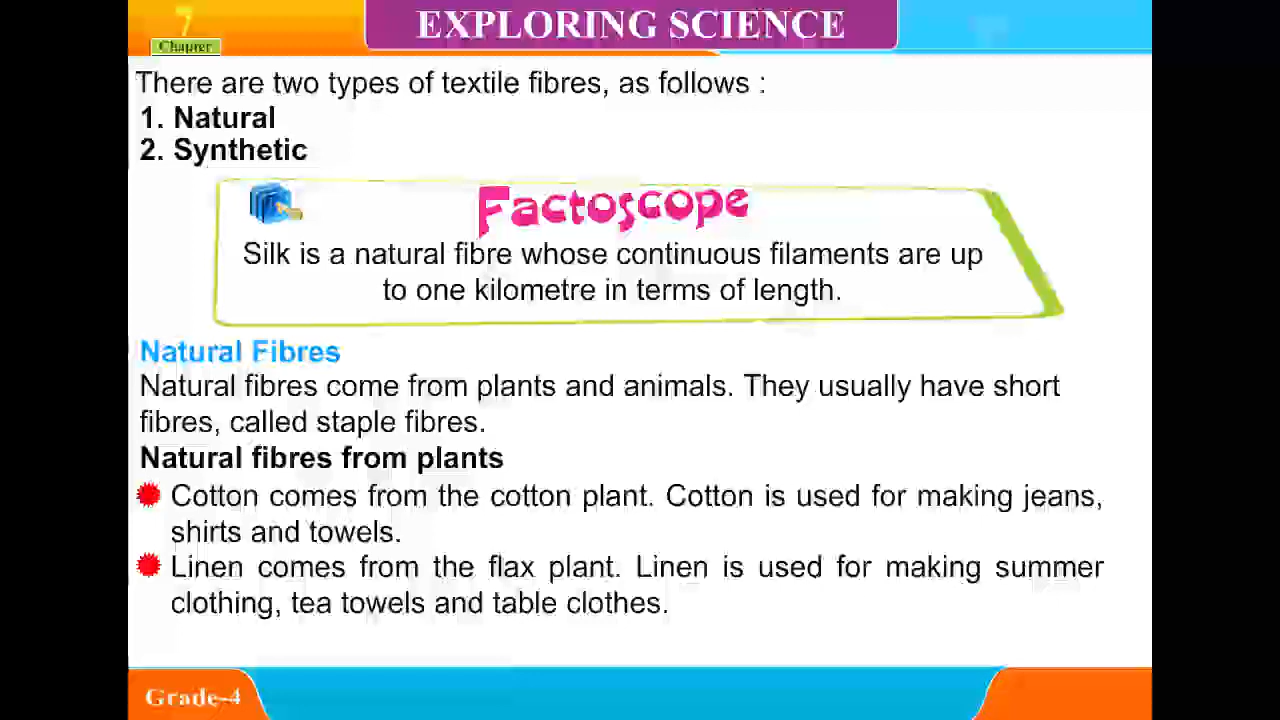 7
Chapter
EXPLORING SCIENCE
There are two types of textile fibres, as follows :
1. Natural
2. Synthetic
Factoscope
Silk is a natural fibre whose continuous filaments are up
to one kilometre in terms of length.
Natural Fibres
Natural fibres come from plants and animals. They usually have short
fibres, called staple fibres.
Natural fibres from plants
Cotton comes from the cotton plant. Cotton is used for making jeans,
shirts and towels.
Linen comes from the flax plant. Linen is used for making summer
clothing, tea towels and table clothes.
Grade-4